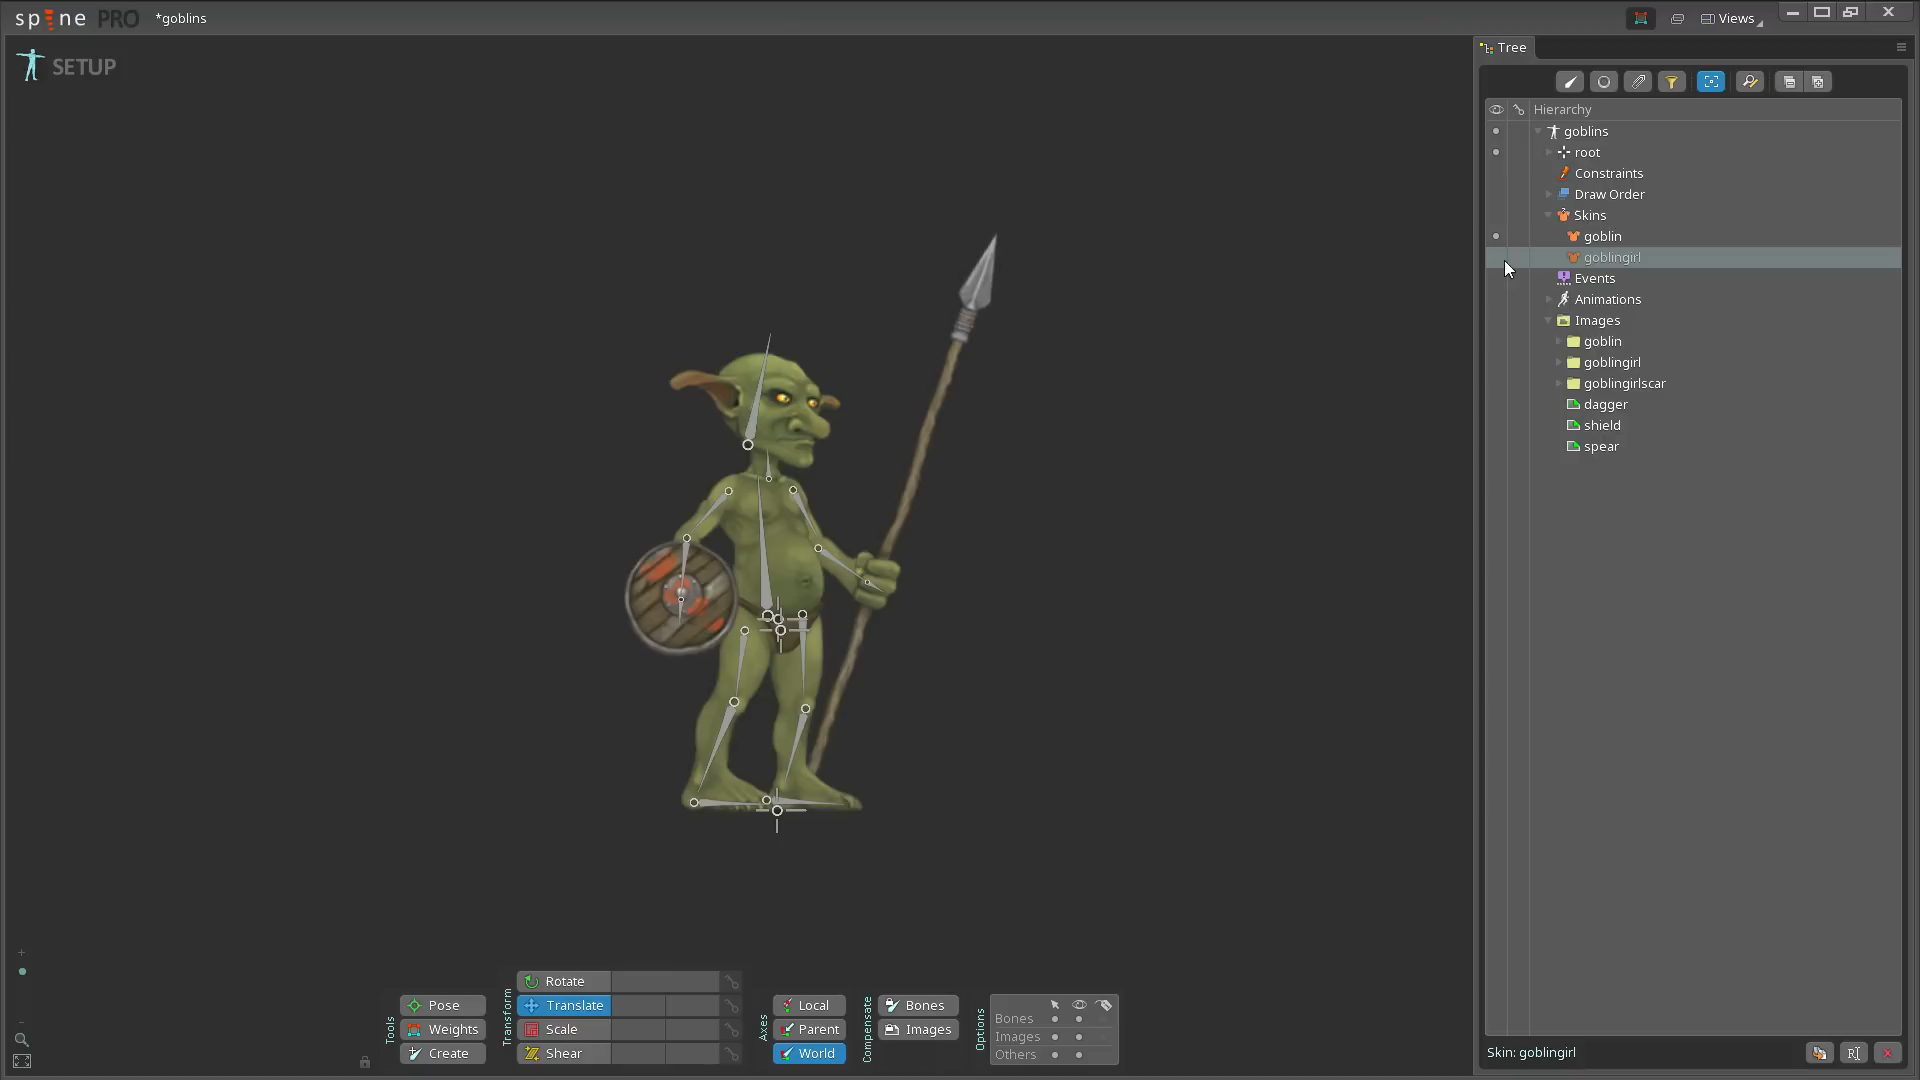 spine PRO *goblins
Views
SETUP
Tree
Hierarchy
goblins
root
Constraints
Draw Order
Skins
goblin
goblingirl
Events
Animations
Images
goblin
goblingirl
goblingirlscar
dagger
shield
spear
Tools
Pose
Weights
Create
Transform
Rotate
Translate
Scale
Shear
Axes
Local
Parent
World
Compensate
Bones
Images
Options
Bones
Images
Others
Skin: goblingirl